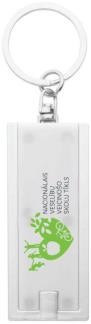 NACIONĀLAIS
VESELĪBU
VEICINOŠO
SKOLU TĪKLS